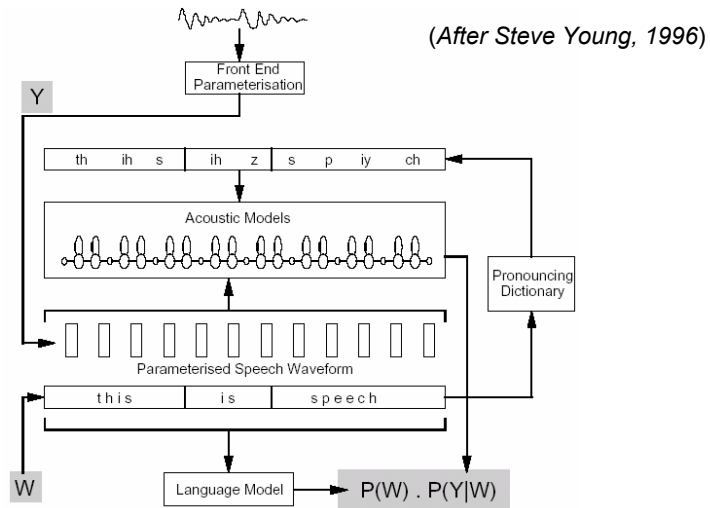 (After Steve Young, 1996)
Front End
Parameterisation
Y
th ih s ih z s p iy ch
Acoustic Models
Pronouncing
Dictionary
Parameterised Speech Waveform
this is speech
W
Language Model
P(W) . P(Y|W)